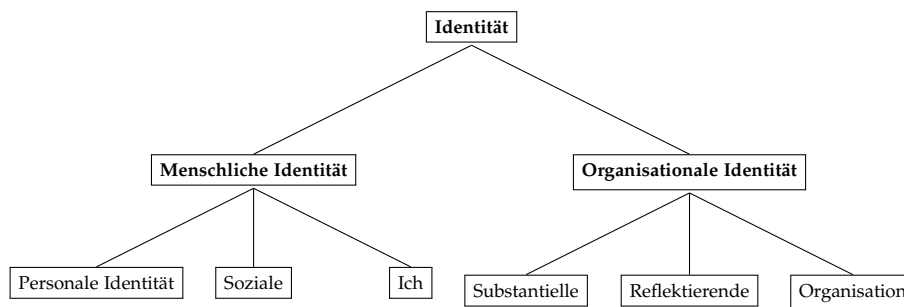 Identität
Menschliche Identität
Organisationale Identität
Personale Identität
Soziale
Ich
Substantielle
Reflektierende
Organisation